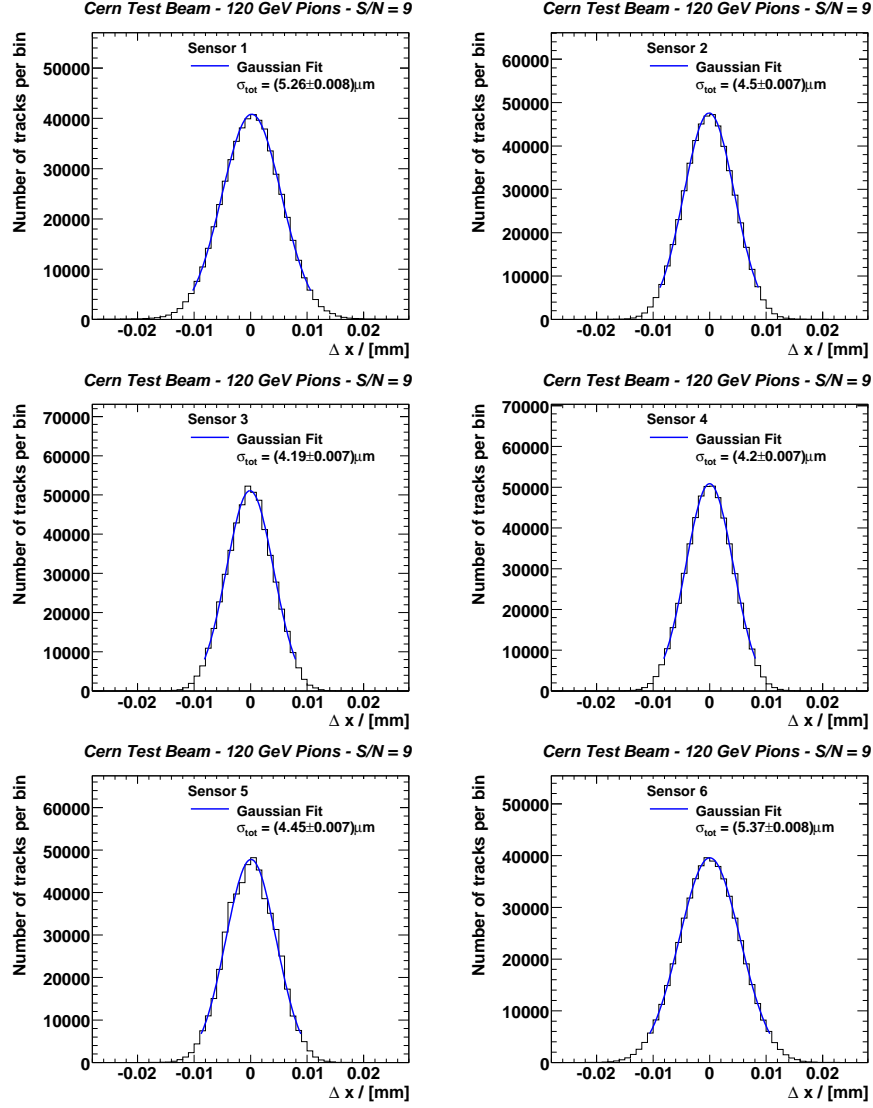 Cern Test Beam - 120 GeV Pions - S/N = 9
Number of tracks per bin
Sensor 1
Gaussian Fit
σtot = (5.26±0.008)μm
50000
40000
30000
20000
10000
0
-0.02 -0.01 0 0.01 0.02
Δ x / [mm]
Cern Test Beam - 120 GeV Pions - S/N = 9
Number of tracks per bin
Sensor 2
Gaussian Fit
σtot = (4.5±0.007)μm
60000
50000
40000
30000
20000
10000
0
-0.02 -0.01 0 0.01 0.02
Δ x / [mm]
Cern Test Beam - 120 GeV Pions - S/N = 9
Number of tracks per bin
Sensor 3
Gaussian Fit
σtot = (4.19±0.007)μm
70000
60000
50000
40000
30000
20000
10000
0
-0.02 -0.01 0 0.01 0.02
Δ x / [mm]
Cern Test Beam - 120 GeV Pions - S/N = 9
Number of tracks per bin
Sensor 4
Gaussian Fit
σtot = (4.2±0.007)μm
70000
60000
50000
40000
30000
20000
10000
0
-0.02 -0.01 0 0.01 0.02
Δ x / [mm]
Cern Test Beam - 120 GeV Pions - S/N = 9
Number of tracks per bin
Sensor 5
Gaussian Fit
σtot = (4.45±0.007)μm
60000
50000
40000
30000
20000
10000
0
-0.02 -0.01 0 0.01 0.02
Δ x / [mm]
Cern Test Beam - 120 GeV Pions - S/N = 9
Number of tracks per bin
Sensor 6
Gaussian Fit
σtot = (5.37±0.008)μm
50000
40000
30000
20000
10000
0
-0.02 -0.01 0 0.01 0.02
Δ x / [mm]